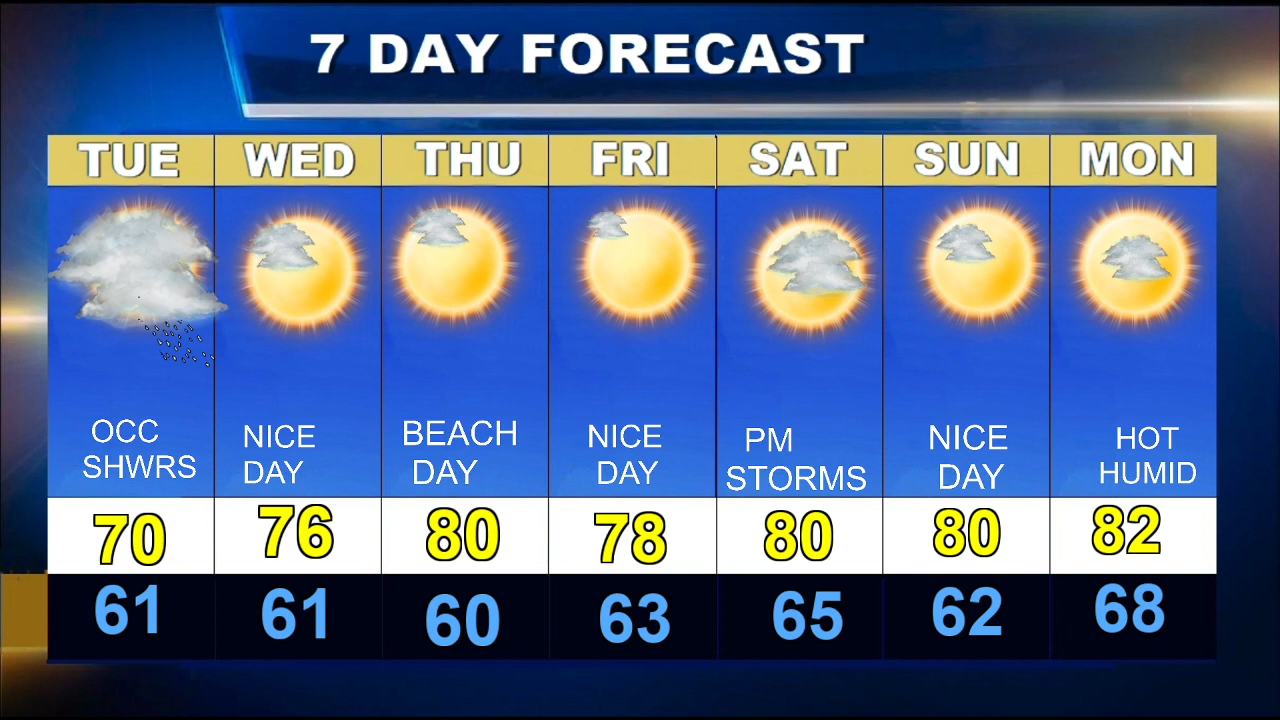 7 DAY FORECAST
TUE WED THU FRI SAT SUN MON
OCC NICE BEACH NICE PM NICE HOT
SHWRS DAY DAY DAY STORMS DAY HUMID
70 76 80 78 80 80 82
61 61 60 63 65 62 68